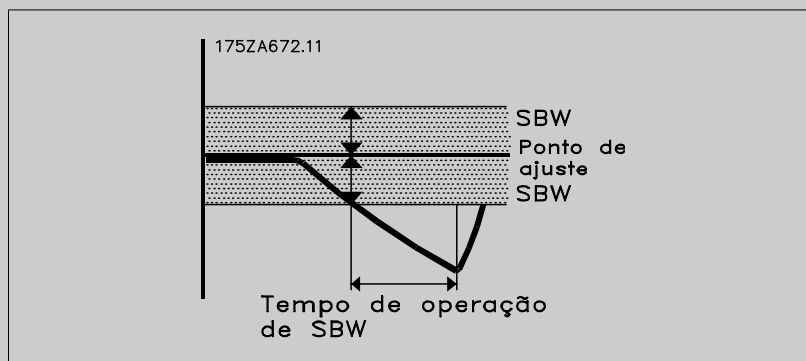 175ZA672.11
SBW
Ponto de
ajuste
SBW
Tempo de operação
de SBW